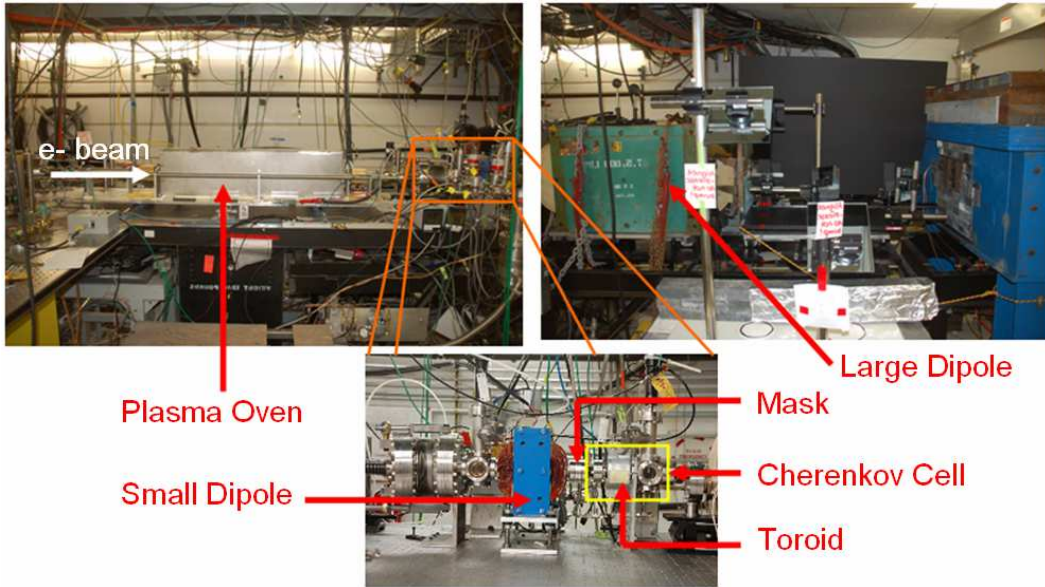 e- beam
Large Dipole
Plasma Oven
Mask
Small Dipole
Cherenkov Cell
Toroid